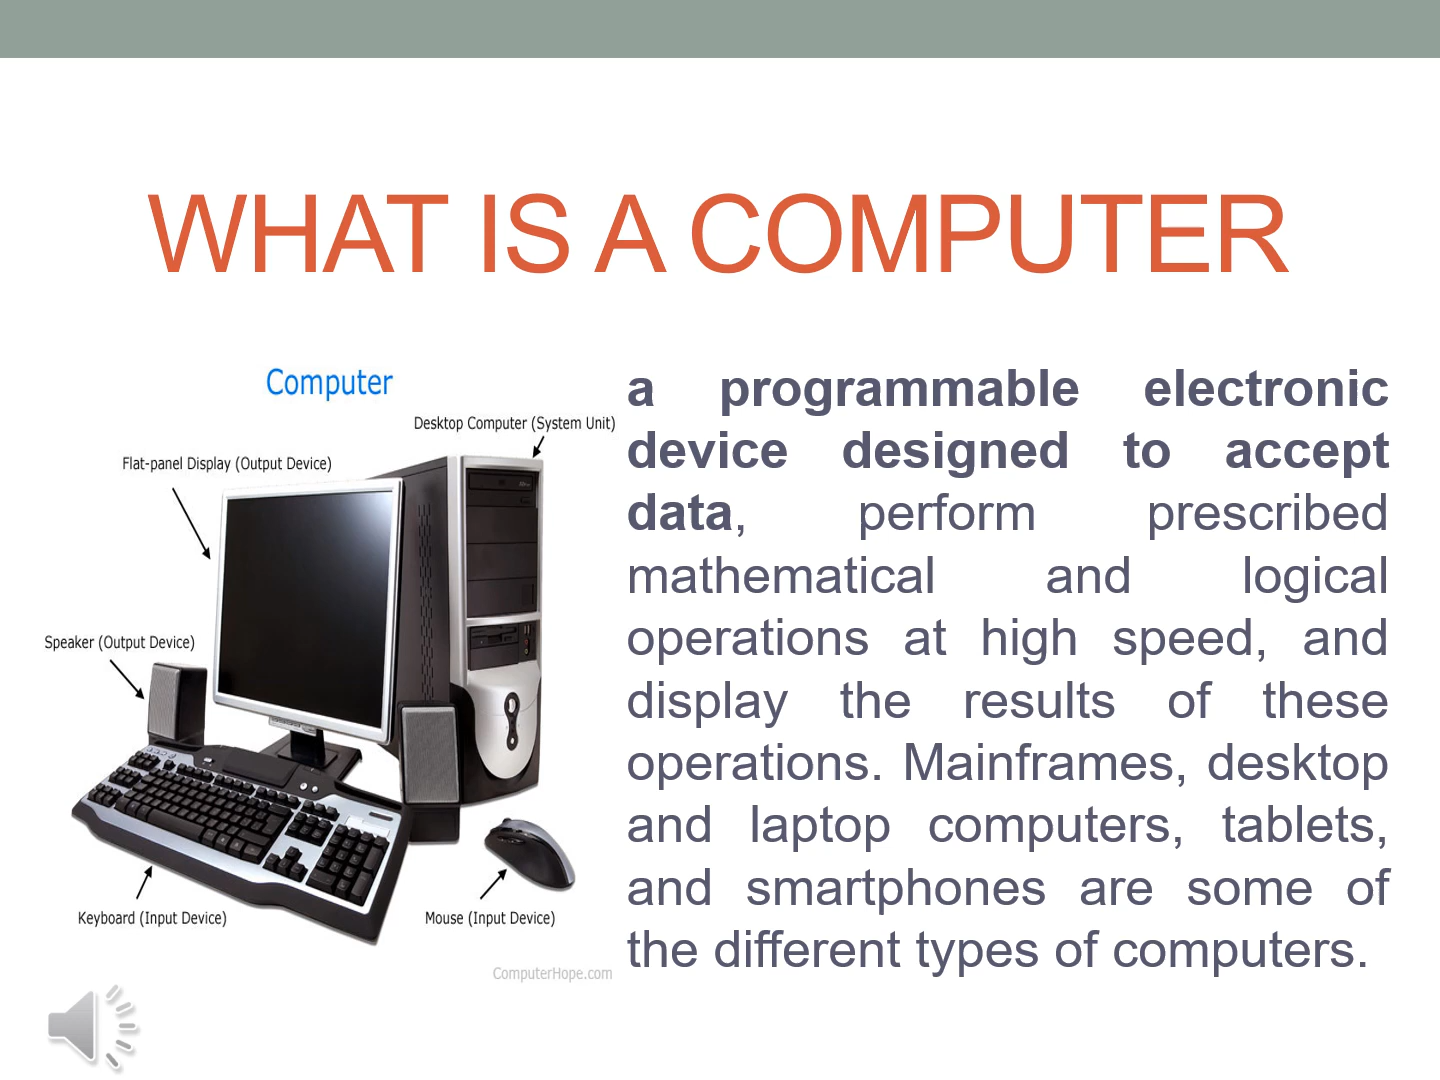 WHAT IS A COMPUTER
Computer
Desktop Computer (System Unit)
Flat-panel Display (Output Device)
Speaker (Output Device)
Keyboard (Input Device)
Mouse (Input Device)
ComputerHope.com
a programmable electronic
device designed to accept
data, perform prescribed
mathematical and logical
operations at high speed, and
display the results of these
operations. Mainframes, desktop
and laptop computers, tablets,
and smartphones are some of
the different types of computers.